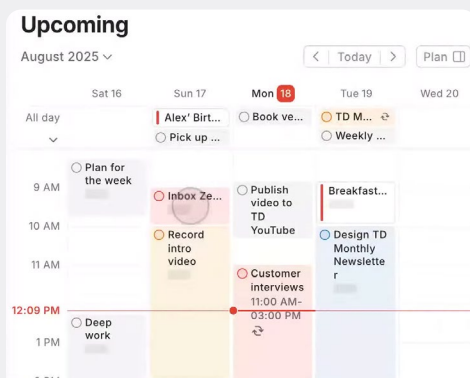 Upcoming
August 2025
Today
Plan
Sat 16
Sun 17
Mon 18
Tue 19
Wed 20
All day
Alex' Birt...
Book ve...
TD M...
Pick up ...
Weekly ...
Plan for
the week
9 AM
Inbox Ze...
Publish
video to
TD
YouTube
Breakfast...
10 AM
Record
intro
video
Design TD
Monthly
Newslette
r
11 AM
Customer
interviews
11:00 AM-
03:00 PM
12:09 PM
Deep
work
1 PM